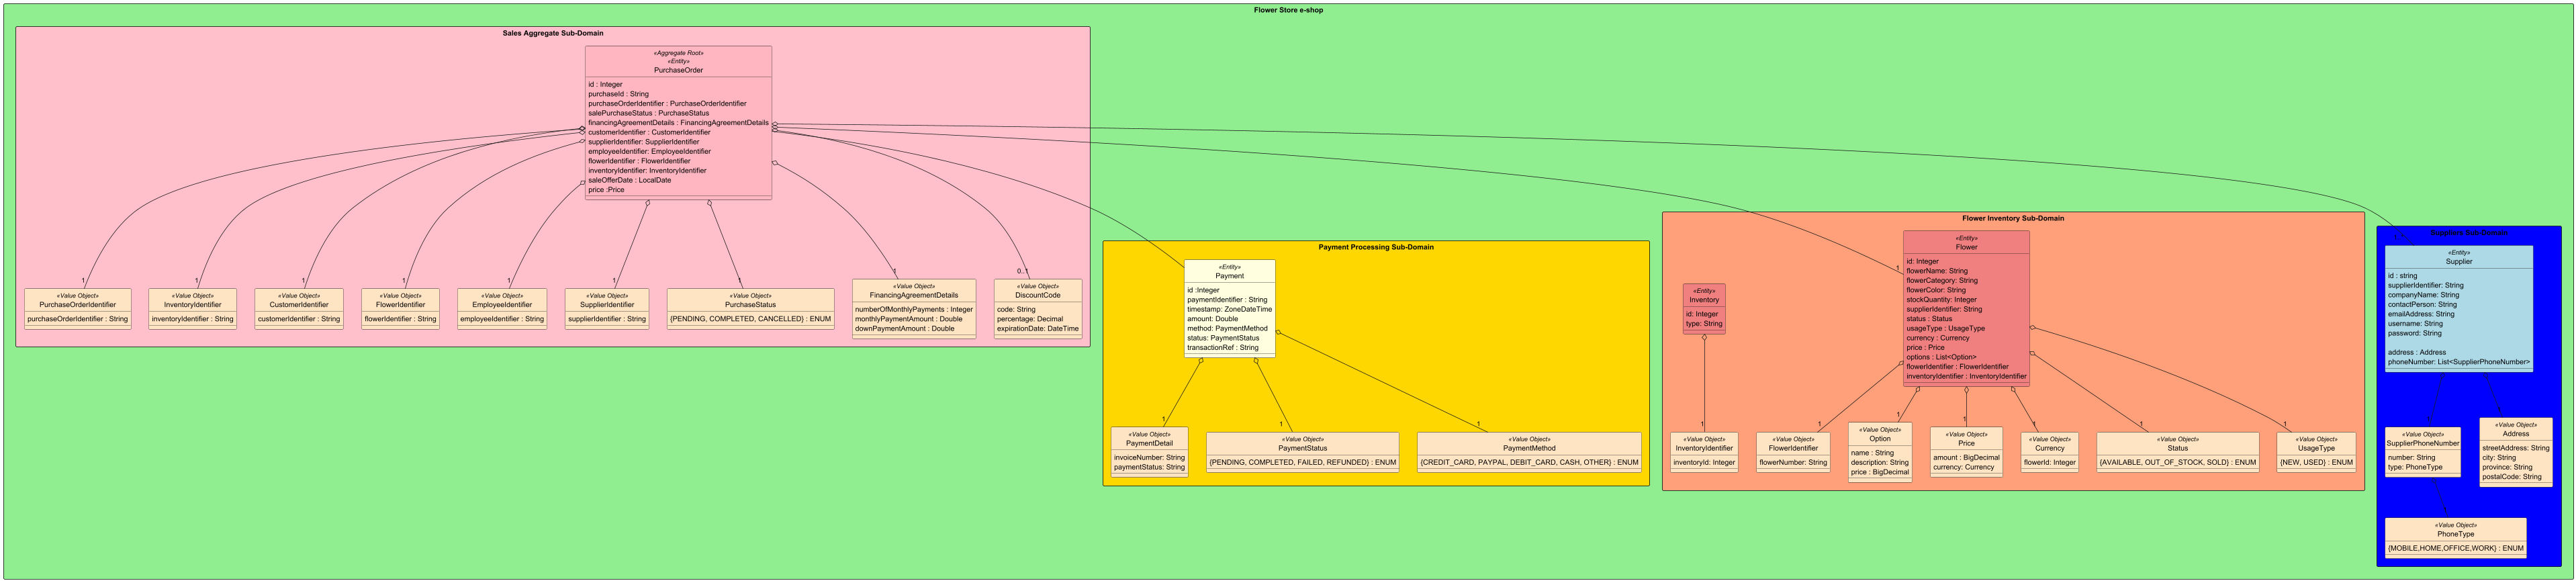 Flower Store e-shop
Sales Aggregate Sub-Domain
«Aggregate Root»
«Entity»
PurchaseOrder
id : Integer
purchaseId : String
purchaseOrderIdentifier : PurchaseOrderIdentifier
salePurchaseStatus : PurchaseStatus
financingAgreementDetails : FinancingAgreementDetails
customerIdentifier : CustomerIdentifier
supplierIdentifier: SupplierIdentifier
employeeIdentifier: EmployeeIdentifier
flowerIdentifier : FlowerIdentifier
inventoryIdentifier: InventoryIdentifier
saleOfferDate : LocalDate
price :Price
1
«Value Object»
PurchaseOrderIdentifier
purchaseOrderIdentifier : String
1
«Value Object»
InventoryIdentifier
inventoryIdentifier : String
1
«Value Object»
CustomerIdentifier
customerIdentifier : String
1
«Value Object»
FlowerIdentifier
flowerIdentifier : String
1
«Value Object»
EmployeeIdentifier
employeeIdentifier : String
1
«Value Object»
SupplierIdentifier
supplierIdentifier : String
1
«Value Object»
PurchaseStatus
{PENDING, COMPLETED, CANCELLED} : ENUM
1
«Value Object»
FinancingAgreementDetails
numberOfMonthlyPayments : Integer
monthlyPaymentAmount : Double
downPaymentAmount : Double
0..1
«Value Object»
DiscountCode
code: String
percentage: Decimal
expirationDate: DateTime
Payment Processing Sub-Domain
«Entity»
Payment
id :Integer
paymentIdentifier : String
timestamp: ZoneDateTime
amount: Double
method: PaymentMethod
status: PaymentStatus
transactionRef : String
1
«Value Object»
PaymentDetail
invoiceNumber: String
paymentStatus: String
1
«Value Object»
PaymentStatus
{PENDING, COMPLETED, FAILED, REFUNDED} : ENUM
1
«Value Object»
PaymentMethod
{CREDIT_CARD, PAYPAL, DEBIT_CARD, CASH, OTHER} : ENUM
Flower Inventory Sub-Domain
«Entity»
Inventory
id: Integer
type: String
1
«Entity»
Flower
id: Integer
flowerName: String
flowerCategory: String
flowerColor: String
stockQuantity: Integer
supplierIdentifier: String
status : Status
usageType : UsageType
currency : Currency
price : Price
options : List<Option>
flowerIdentifier : FlowerIdentifier
inventoryIdentifier : InventoryIdentifier
1
«Value Object»
InventoryIdentifier
inventoryId: Integer
1
«Value Object»
FlowerIdentifier
flowerNumber: String
1
«Value Object»
Option
name : String
description: String
price : BigDecimal
1
«Value Object»
Price
amount : BigDecimal
currency: Currency
1
«Value Object»
Currency
flowerId: Integer
1
«Value Object»
Status
{AVAILABLE, OUT_OF_STOCK, SOLD} : ENUM
1
«Value Object»
UsageType
{NEW, USED} : ENUM
Suppliers Sub-Domain
«Entity»
Supplier
id : string
supplierIdentifier: String
companyName: String
contactPerson: String
emailAddress: String
username: String
password: String
address : Address
phoneNumber: List<SupplierPhoneNumber>
1
«Value Object»
SupplierPhoneNumber
number: String
type: PhoneType
«Value Object»
Address
streetAddress: String
city: String
province: String
postalCode: String
«Value Object»
PhoneType
{MOBILE,HOME,OFFICE,WORK} : ENUM